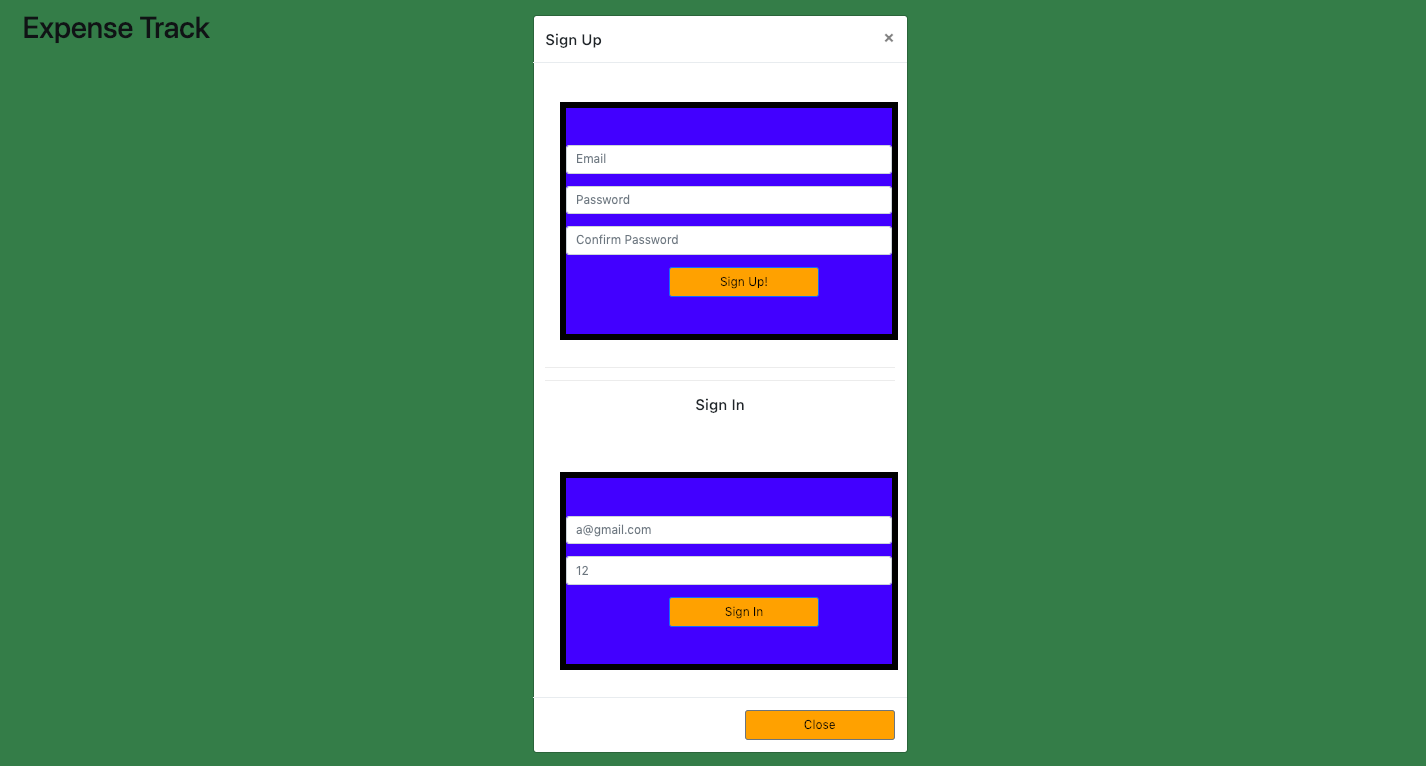 Expense Track
Sign Up ×
Email
Password
Confirm Password
Sign Up!
Sign In
a@gmail.com
12
Sign In
Close